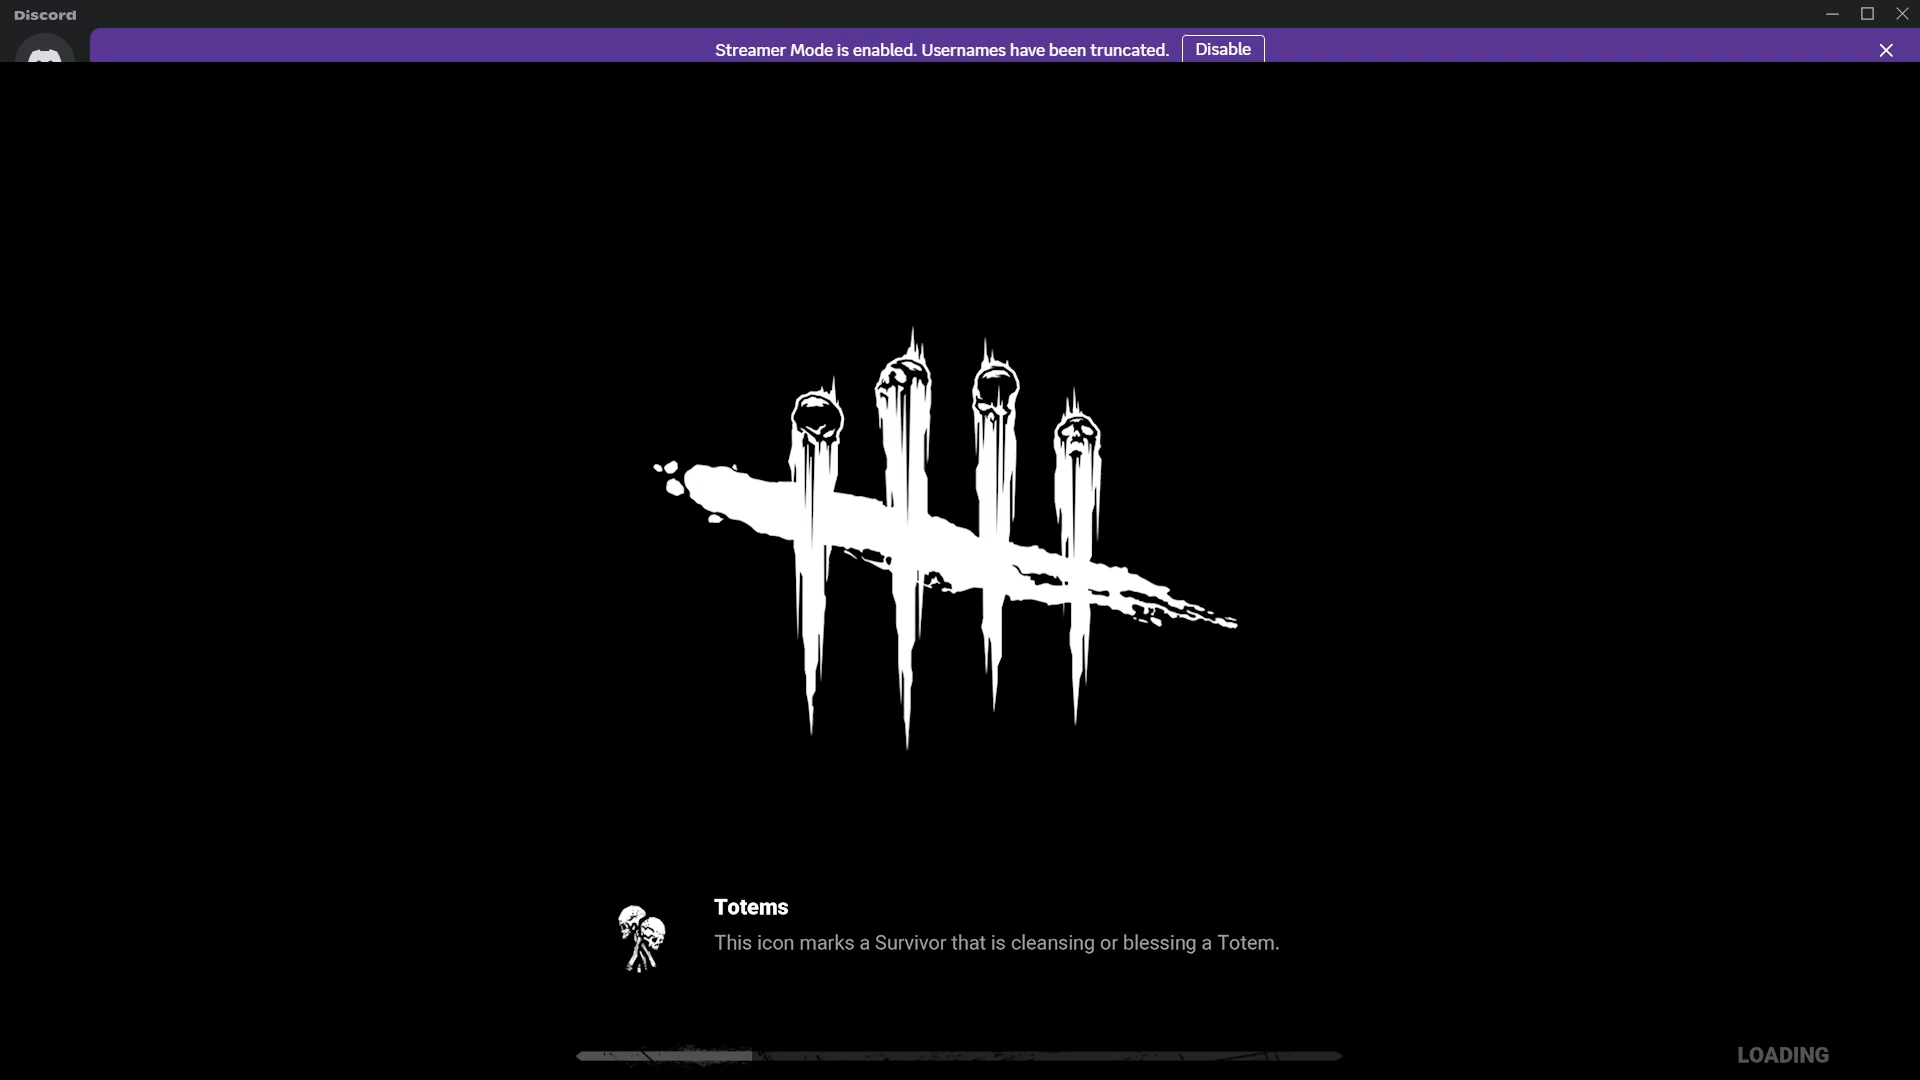 Discord
Streamer Mode is enabled. Usernames have been truncated. Disable
Totems
This icon marks a Survivor that is cleansing or blessing a Totem.
LOADING